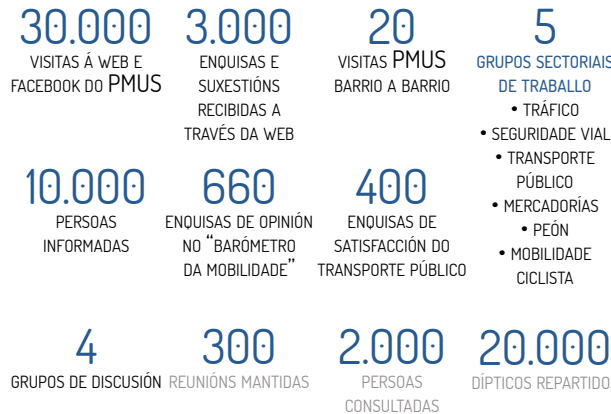 30.000
VISITAS Á WEB E
FACEBOOK DO PMUS
3.000
ENQUISAS E
SUXESTIÓNS
RECIBIDAS A
TRAVÉS DA WEB
20
VISITAS PMUS
BARRIO A BARRIO
5
GRUPOS SECTORIAIS
DE TRABALLO
• TRÁFICO
• SEGURIDADE VIAL
• TRANSPORTE
PÚBLICO
• MERCADORÍAS
• PEÓN
• MOBILIDADE
CICLISTA
10.000
PERSOAS
INFORMADAS
660
ENQUISAS DE OPINIÓN
NO “BARÓMETRO
DA MOBILIDADE”
400
ENQUISAS DE
SATISFACCIÓN DO
TRANSPORTE PÚBLICO
4
GRUPOS DE DISCUSIÓN
300
REUNIÓNS MANTIDAS
2.000
PERSOAS
CONSULTADAS
20.000
DÍPTICOS REPARTIDOS